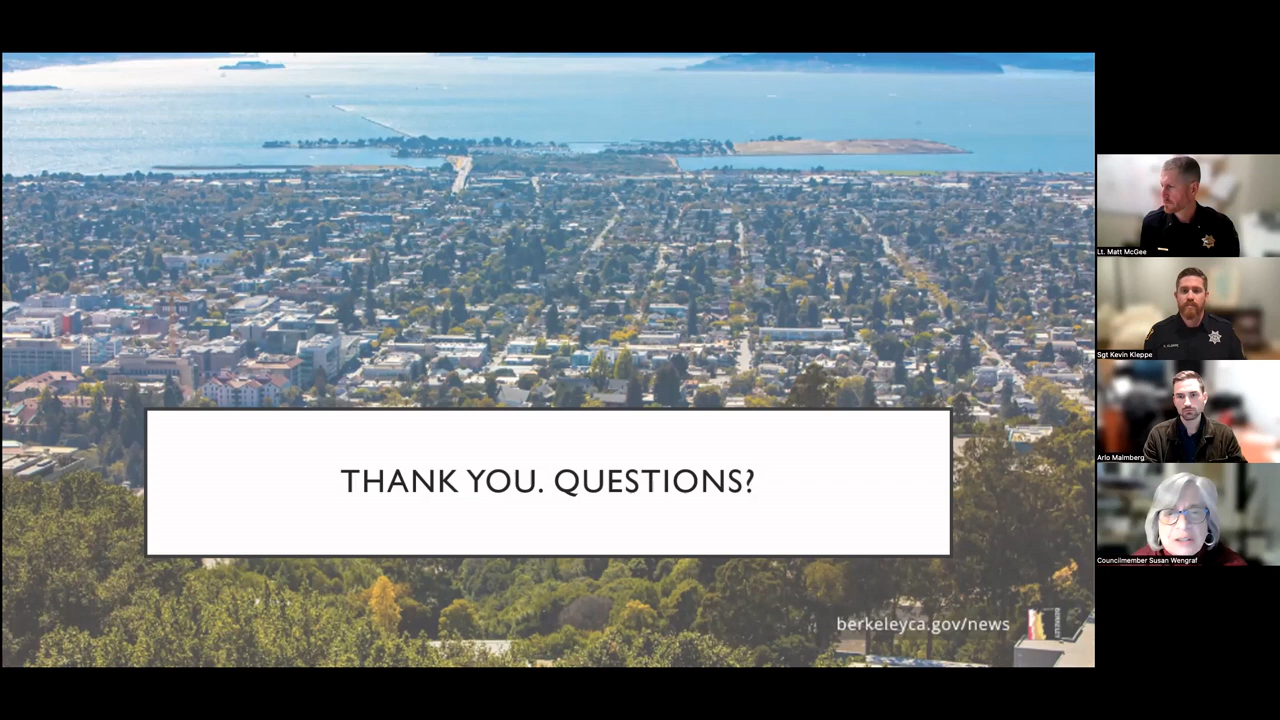 THANK YOU. QUESTIONS?
berkeleyca.gov/news
Lt. Matt McGee
Sgt Kevin Kleppe
Arlo Malmberg
Councilmember Susan Wengraf